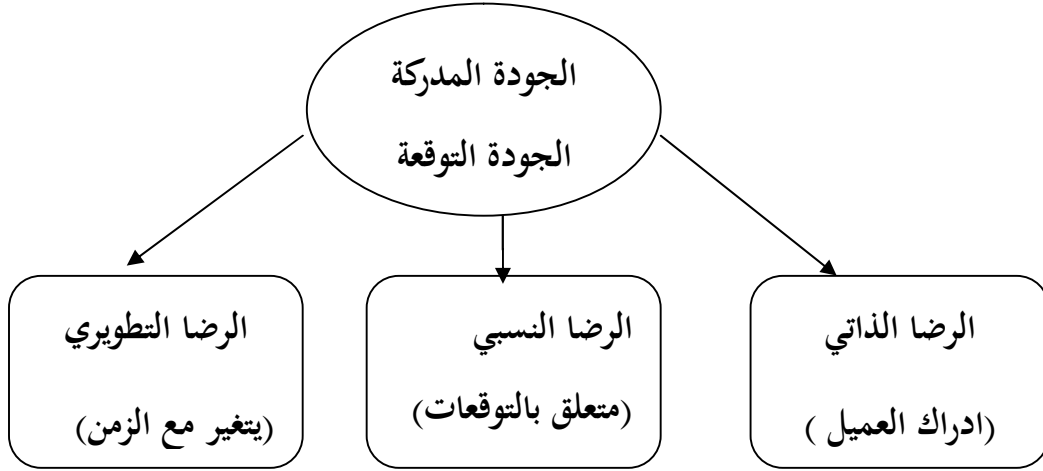 الجودة المدركة
الجودة التوقعة
الرضا الذاتي
(ادراك العميل )
الرضا النسبي
(متعلق بالتوقعات)
الرضا التطويري
(يتغير مع الزمن)